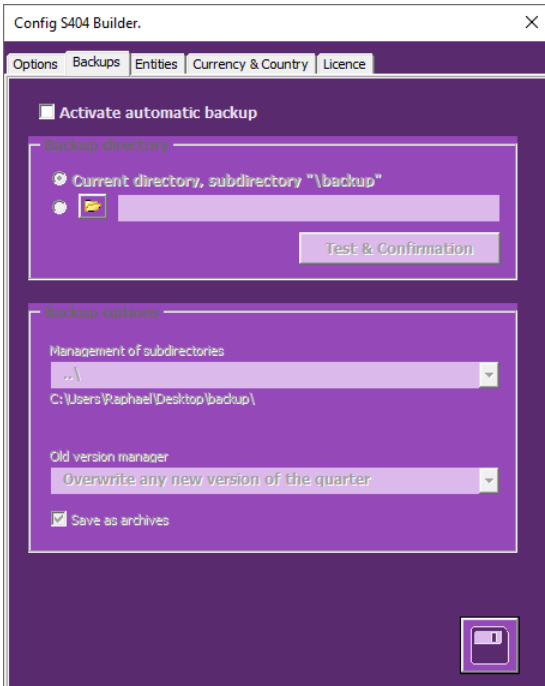 Config S404 Builder.
Options Backups Entities Currency & Country Licence
Activate automatic backup
Backup directory
Current directory, subdirectory "\backup"
Test & Confirmation
Backup options
Management of subdirectories
..\
C:\Users\Raphael\Desktop\backup\
Old version manager
Overwrite any new version of the quarter
Save as archives